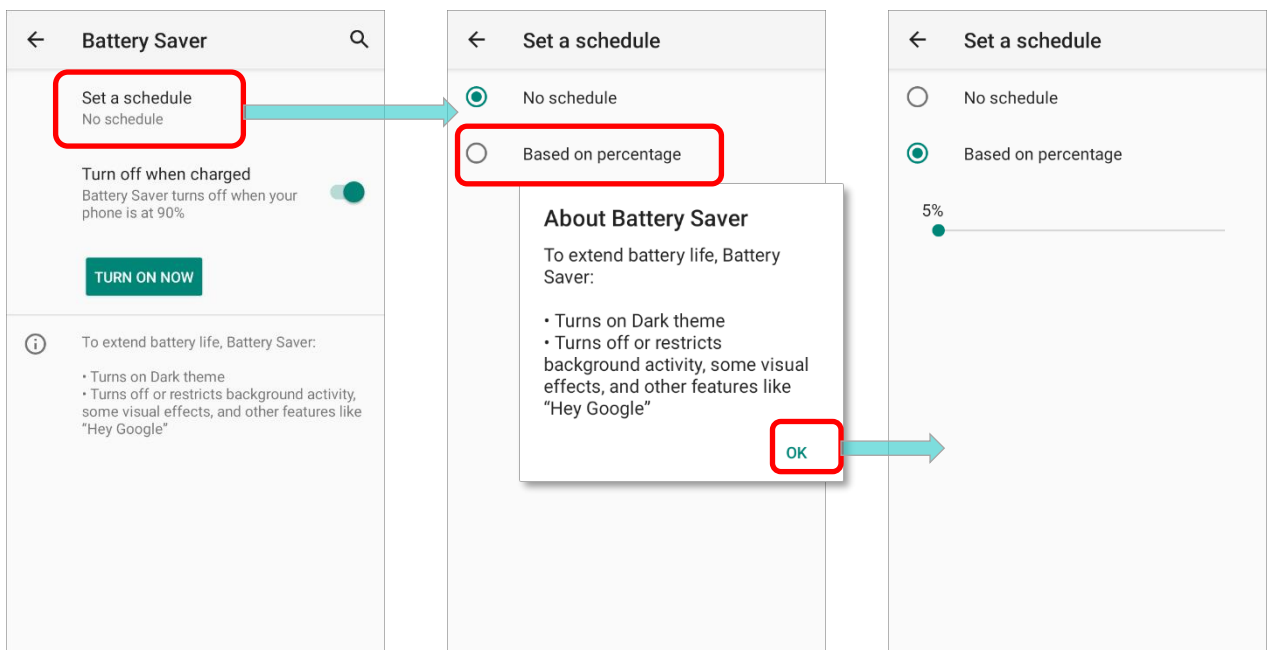 Battery Saver
Set a schedule
No schedule
Turn off when charged
Battery Saver turns off when your
phone is at 90%
TURN ON NOW
To extend battery life, Battery Saver:
• Turns on Dark theme
• Turns off or restricts background activity,
some visual effects, and other features like
“Hey Google”
Set a schedule
No schedule
Based on percentage
About Battery Saver
To extend battery life, Battery
Saver:
• Turns on Dark theme
• Turns off or restricts
background activity, some visual
effects, and other features like
“Hey Google”
OK
Set a schedule
No schedule
Based on percentage
5%